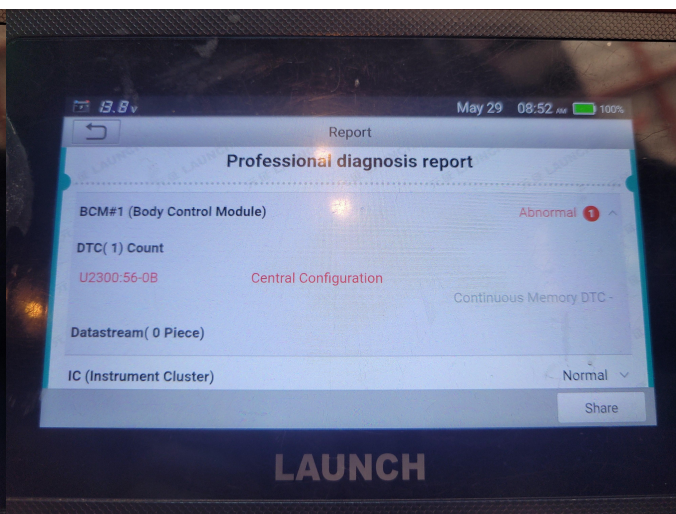 13.8v
May 29 08:52 AM 100%
Report
Professional diagnosis report
BCM#1 (Body Control Module) Abnormal 1
DTC( 1) Count
U2300:56-0B Central Configuration
Continuous Memory DTC -
Datastream( 0 Piece)
IC (Instrument Cluster) Normal
Share
LAUNCH